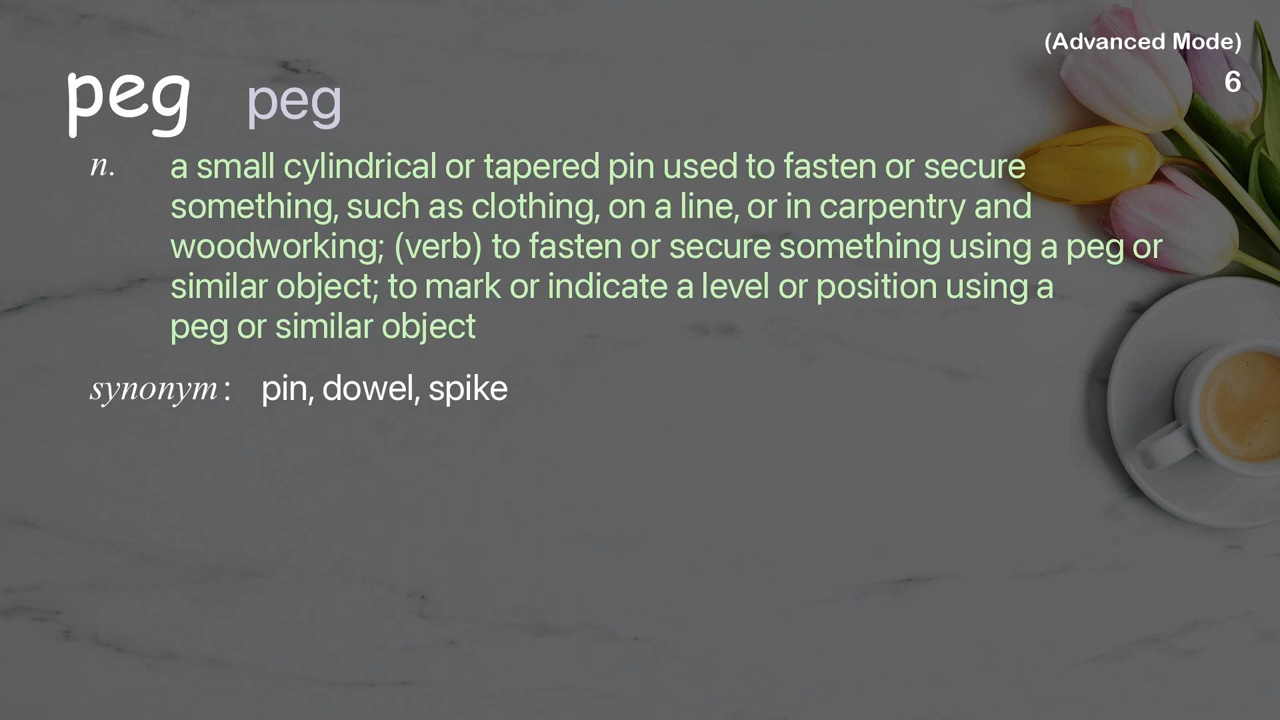 (Advanced Mode)
6
peg peg
n. a small cylindrical or tapered pin used to fasten or secure
something, such as clothing, on a line, or in carpentry and
woodworking; (verb) to fasten or secure something using a peg or
similar object; to mark or indicate a level or position using a
peg or similar object
synonym: pin, dowel, spike